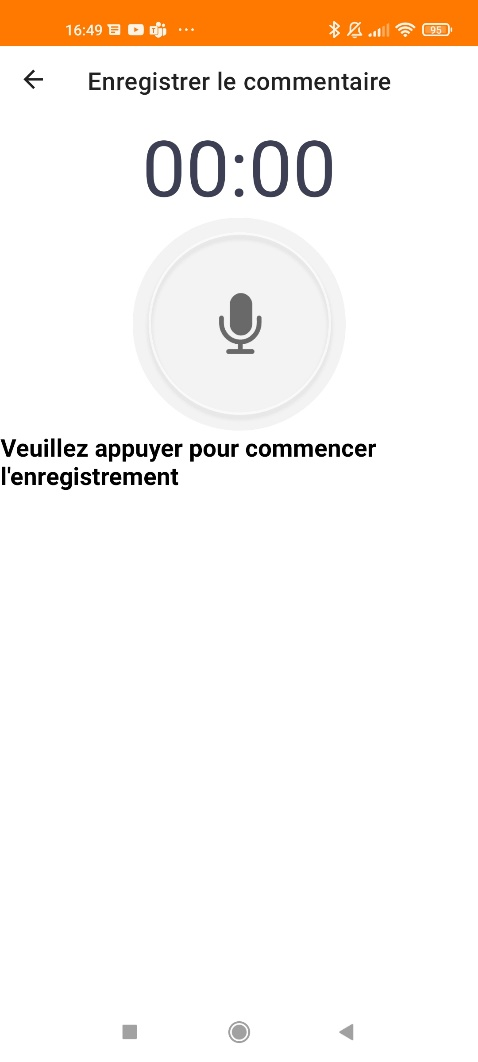 16:49
95
Enregistrer le commentaire
00:00
Veuillez appuyer pour commencer
l'enregistrement